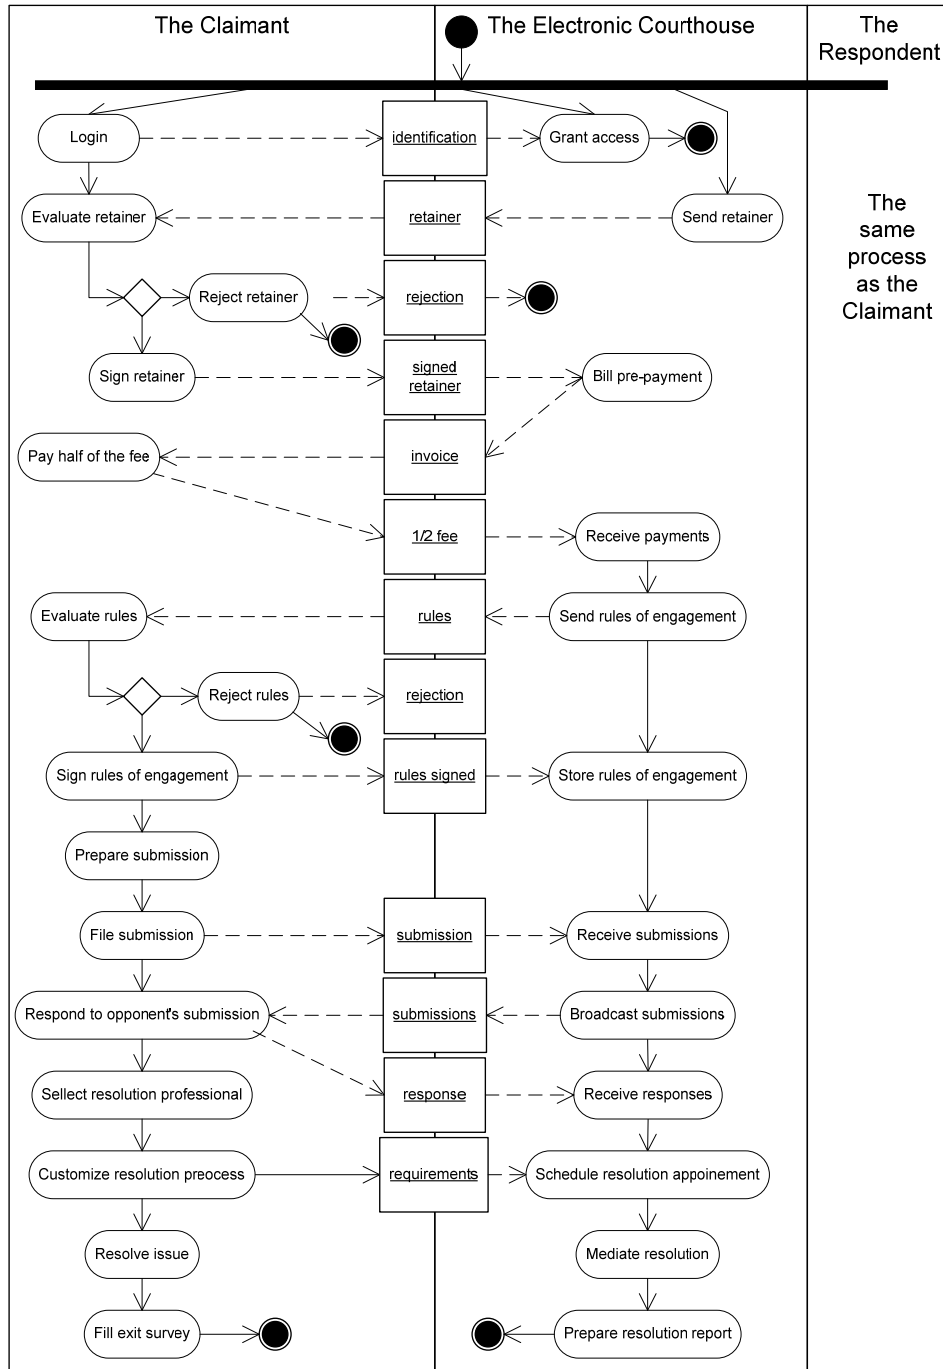 The Claimant
The Electronic Courthouse
The
Respondent
Login
identification
Grant access
Evaluate retainer
retainer
Send retainer
The
same
process
as the
Claimant
Reject retainer
rejection
Sign retainer
signed
retainer
Bill pre-payment
Pay half of the fee
invoice
1/2 fee
Receive payments
Evaluate rules
rules
Send rules of engagement
Reject rules
rejection
Sign rules of engagement
rules signed
Store rules of engagement
Prepare submission
File submission
submission
Receive submissions
Respond to opponent's submission
submissions
Broadcast submissions
Sellect resolution professional
response
Receive responses
Customize resolution preocess
requirements
Schedule resolution appoinement
Resolve issue
Mediate resolution
Fill exit survey
Prepare resolution report